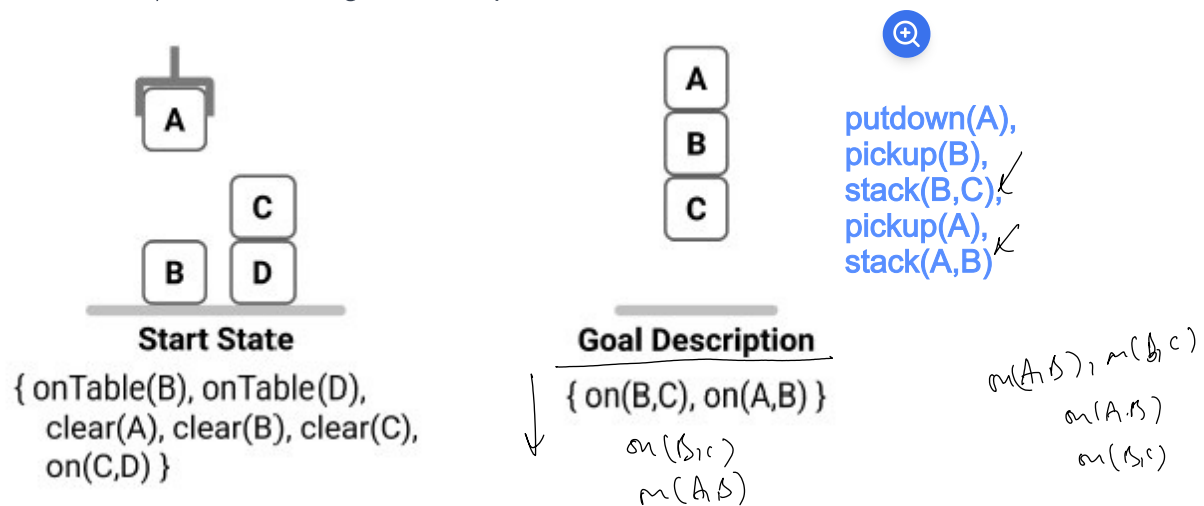 A
C
B
D
Start State
{ onTable(B), onTable(D),
clear(A), clear(B), clear(C),
on(C,D) }
A
B
C
Goal Description
{ on(B,C), on(A,B) }
on(B,C)
on(A,B)
putdown(A),
pickup(B),
stack(B,C),
pickup(A),
stack(A,B)
on(A,B), on(B,C)
on(A,B)
on(B,C)